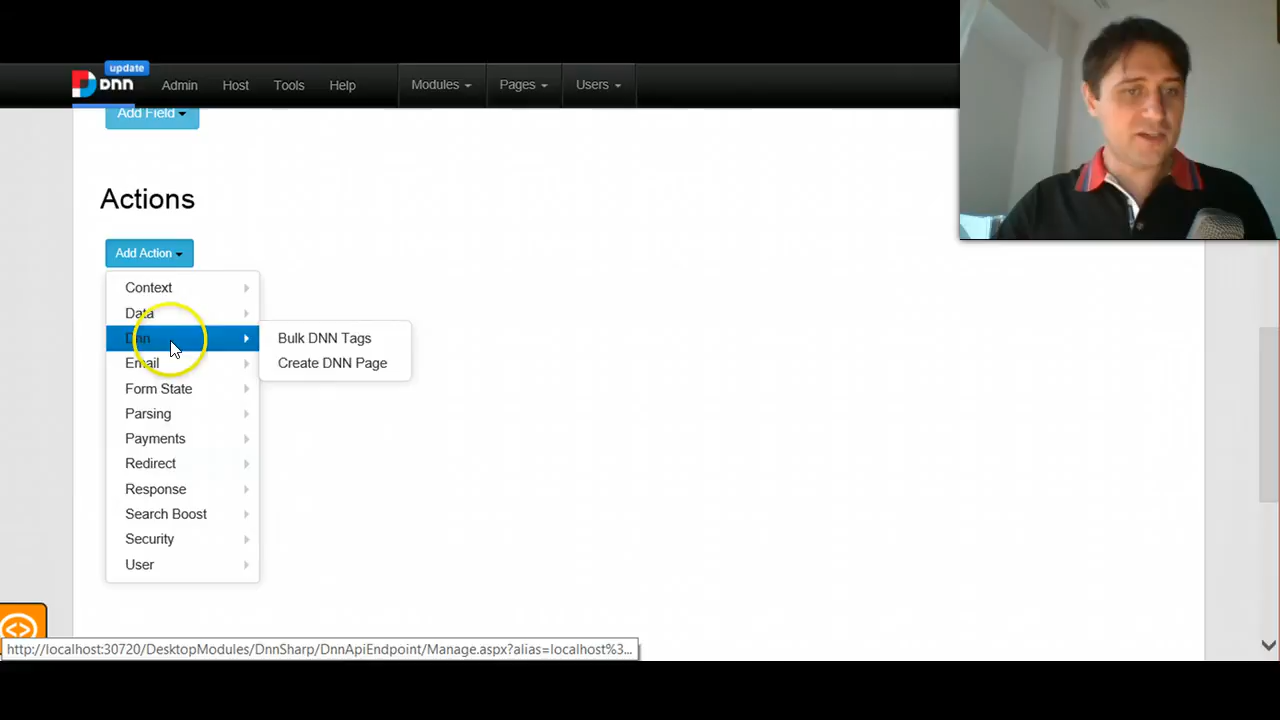 update
Dnn Admin Host Tools Help Modules Pages Users
Add Field
Actions
Add Action
Context
Data
Dnn
Bulk DNN Tags
Email
Create DNN Page
Form State
Parsing
Payments
Redirect
Response
Search Boost
Security
User
http://localhost:30720/DesktopModules/DnnSharp/DnnApiEndpoint/Manage.aspx?alias=localhost%3...